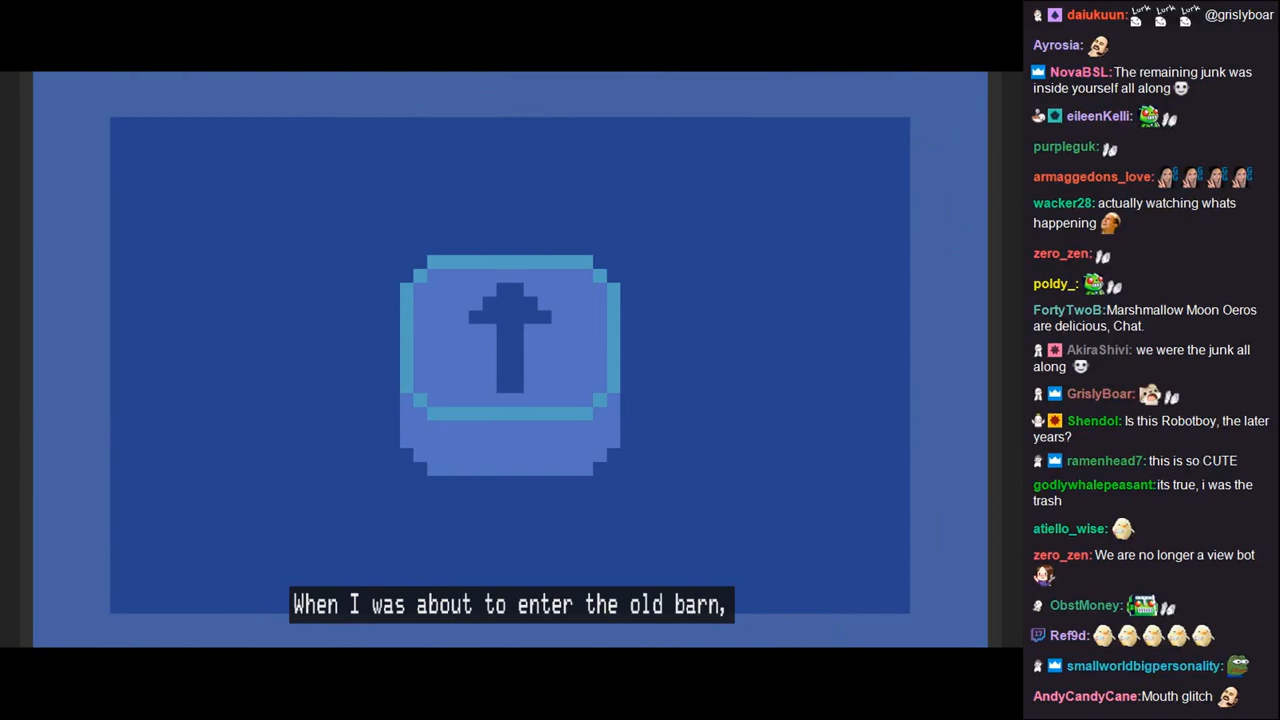 When I was about to enter the old barn,
daiukuun: @grislyboar
Ayrosia:
NovaBSL: The remaining junk was
inside yourself all along
eileenKelli:
purpleguk:
armaggedons_love:
wacker28: actually watching whats
happening
zero_zen:
poldy_:
FortyTwoB: Marshmallow Moon Oeros
are delicious, Chat.
AkiraShivi: we were the junk all
along
GrislyBoar:
Shendol: Is this Robotboy, the later
years?
ramenhead7: this is so CUTE
godlywhalepeasant: its true, i was the
trash
atiello_wise:
zero_zen: We are no longer a view bot
ObstMoney:
Ref9d:
smallworldbigpersonality:
AndyCandyCane: Mouth glitch